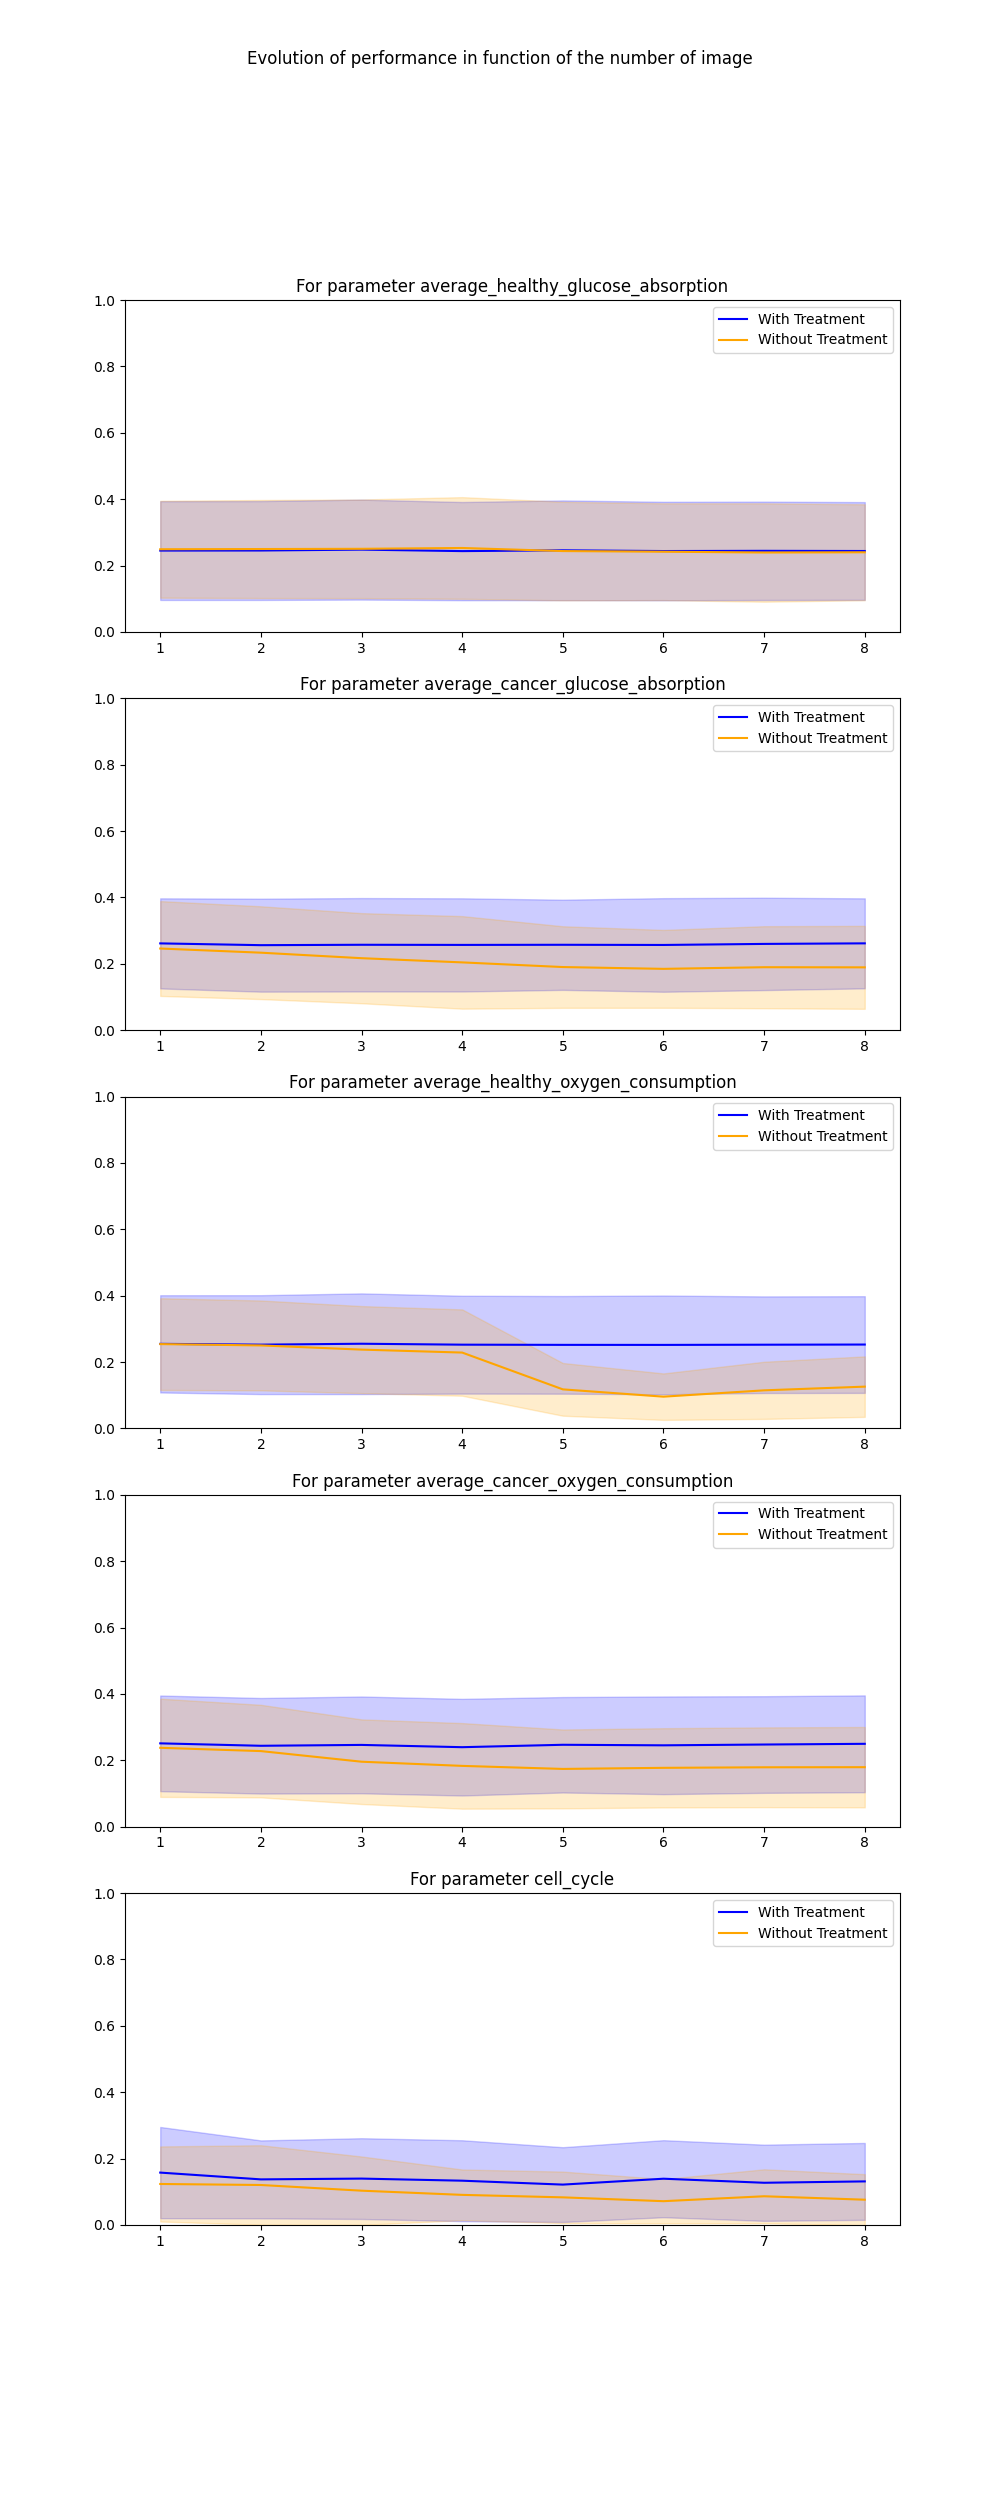 Evolution of performance in function of the number of image
For parameter average_healthy_glucose_absorption
1.0
With Treatment
Without Treatment
0.8
0.6
0.4
0.2
0.0
1 2 3 4 5 6 7 8
For parameter average_cancer_glucose_absorption
1.0
With Treatment
Without Treatment
0.8
0.6
0.4
0.2
0.0
1 2 3 4 5 6 7 8
For parameter average_healthy_oxygen_consumption
1.0
With Treatment
Without Treatment
0.8
0.6
0.4
0.2
0.0
1 2 3 4 5 6 7 8
For parameter average_cancer_oxygen_consumption
1.0
With Treatment
Without Treatment
0.8
0.6
0.4
0.2
0.0
1 2 3 4 5 6 7 8
For parameter cell_cycle
1.0
With Treatment
Without Treatment
0.8
0.6
0.4
0.2
0.0
1 2 3 4 5 6 7 8